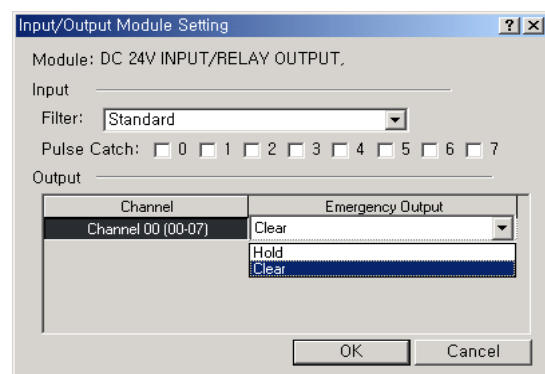 Input/Output Module Setting
Module: DC 24V INPUT/RELAY OUTPUT,
Input
Filter: Standard
Pulse Catch: 0 1 2 3 4 5 6 7
Output
Channel Emergency Output
Channel 00 (00-07) Clear
Hold
Clear
OK Cancel